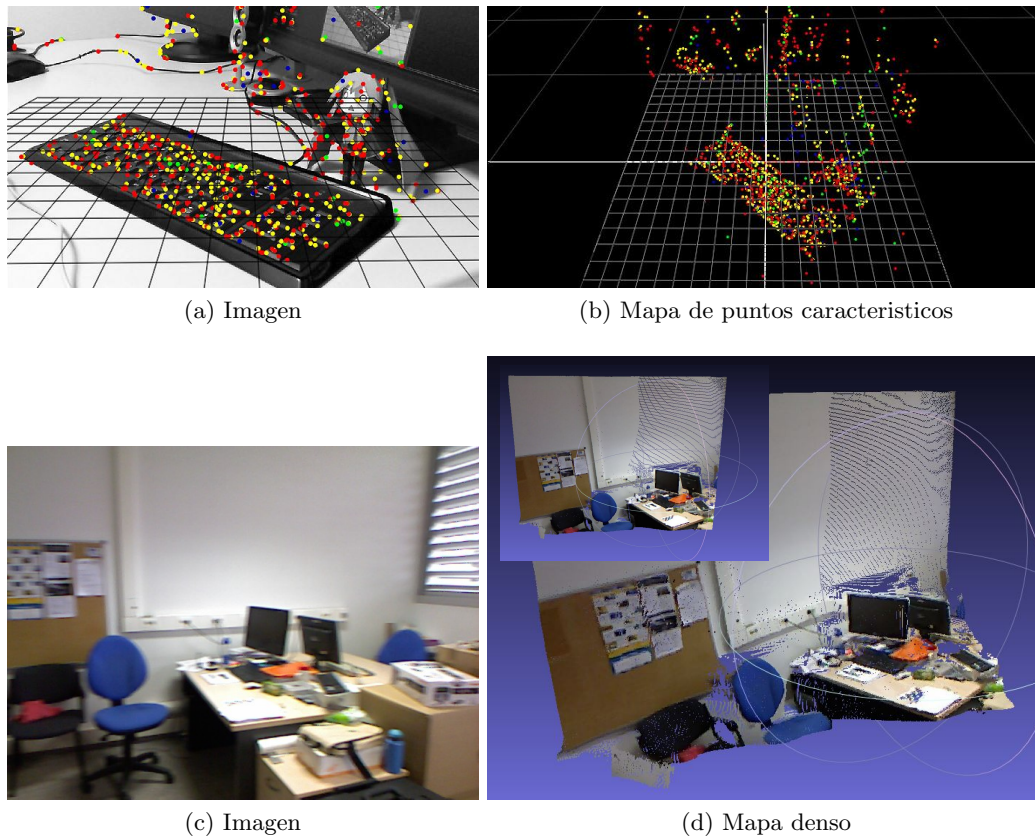 (a) Imagen
(b) Mapa de puntos caracteristicos
(c) Imagen
(d) Mapa denso